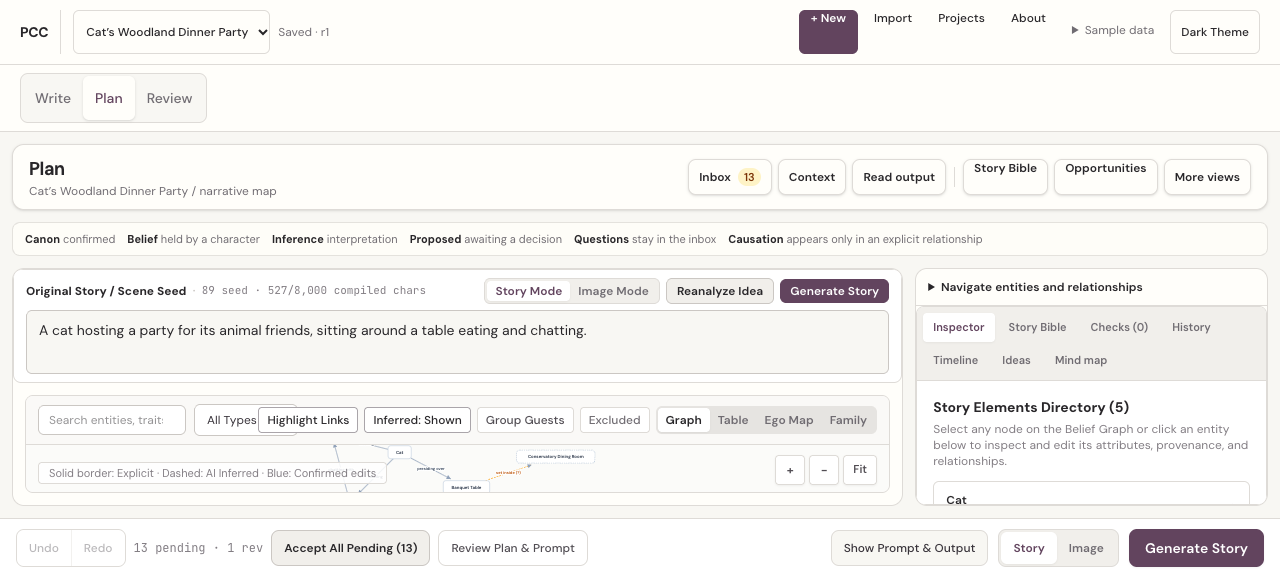 PCC
Cat's Woodland Dinner Party
Saved · r1
+ New
Import
Projects
About
Sample data
Dark Theme
Write
Plan
Review
Plan
Cat's Woodland Dinner Party / narrative map
Inbox 13
Context
Read output
Story Bible
Opportunities
More views
Canon confirmed Belief held by a character Inference interpretation Proposed awaiting a decision Questions stay in the inbox Causation appears only in an explicit relationship
Original Story / Scene Seed · 89 seed · 527/8,000 compiled chars
Story Mode
Image Mode
Reanalyze Idea
Generate Story
A cat hosting a party for its animal friends, sitting around a table eating and chatting.
Search entities, trait:
All Types
Highlight Links
Inferred: Shown
Group Guests
Excluded
Graph
Table
Ego Map
Family
Solid border: Explicit · Dashed: AI Inferred · Blue: Confirmed edits
Cat
presiding over
Conservatory Dining Room
set inside (?)
Banquet Table
+
−
Fit
Navigate entities and relationships
Inspector
Story Bible
Checks (0)
History
Timeline
Ideas
Mind map
Story Elements Directory (5)
Select any node on the Belief Graph or click an entity
below to inspect and edit its attributes, provenance, and
relationships.
Cat
Undo
Redo
13 pending · 1 rev
Accept All Pending (13)
Review Plan & Prompt
Show Prompt & Output
Story
Image
Generate Story